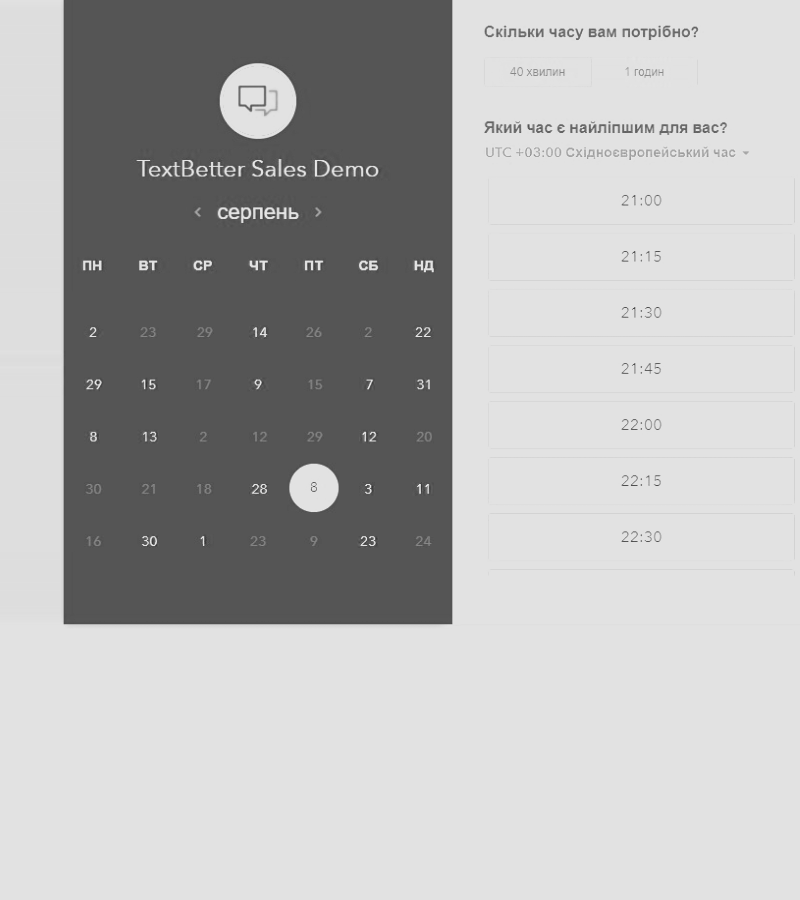 TextBetter Sales Demo
серпень
ПН ВТ СР ЧТ ПТ СБ НД
2 23 29 14 26 2 22
29 15 17 9 15 7 31
8 13 2 12 29 12 20
30 21 18 28 8 3 11
16 30 1 23 9 23 24
Скільки часу вам потрібно?
40 хвилин 1 годин
Який час є найліпшим для вас?
UTC +03:00 Східноєвропейський час
21:00
21:15
21:30
21:45
22:00
22:15
22:30